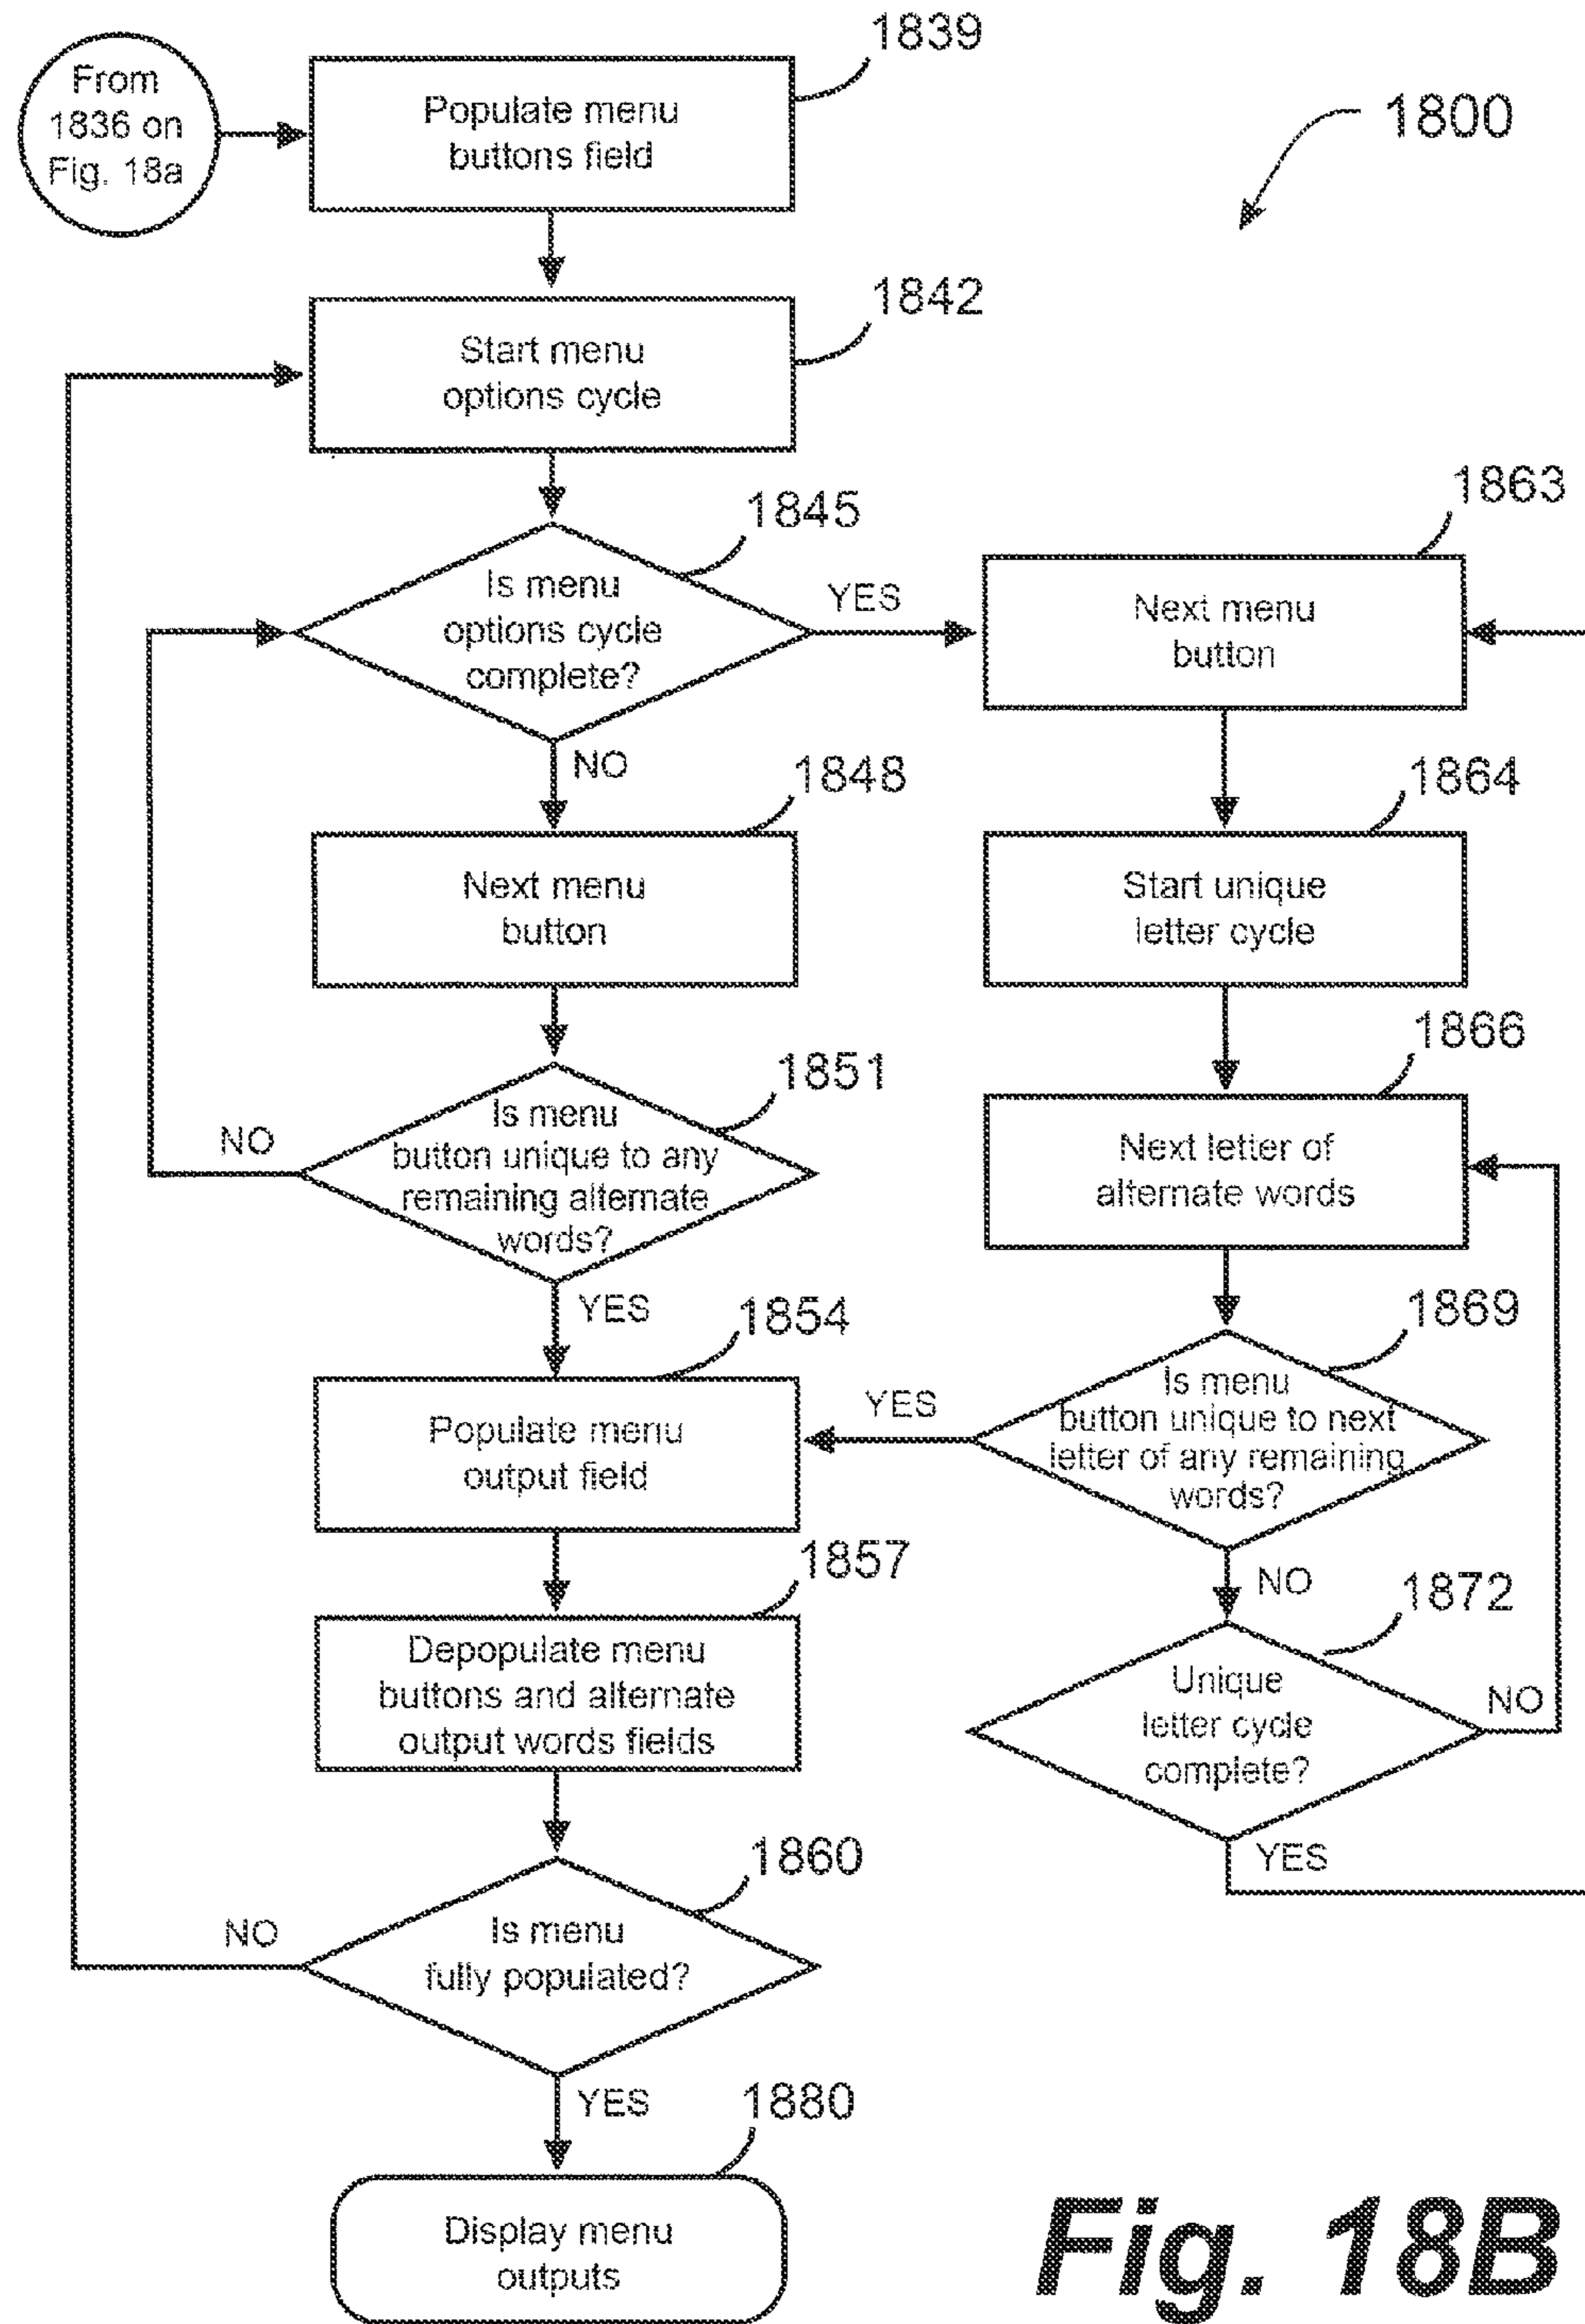 From
1836 on
Fig. 18a
1839
Populate menu
buttons field
1800
1842
Start menu
options cycle
1845
Is menu
options cycle
complete?
YES
NO
1863
Next menu
button
1848
Next menu
button
1864
Start unique
letter cycle
1851
Is menu
button unique to any
remaining alternate
words?
NO
YES
1866
Next letter of
alternate words
1854
Populate menu
output field
1869
Is menu
button unique to next
letter of any remaining
words?
YES
NO
1857
Depopulate menu
buttons and alternate
output words fields
1872
Unique
letter cycle
complete?
NO
YES
1860
Is menu
fully populated?
NO
YES
1880
Display menu
outputs
Fig. 18B